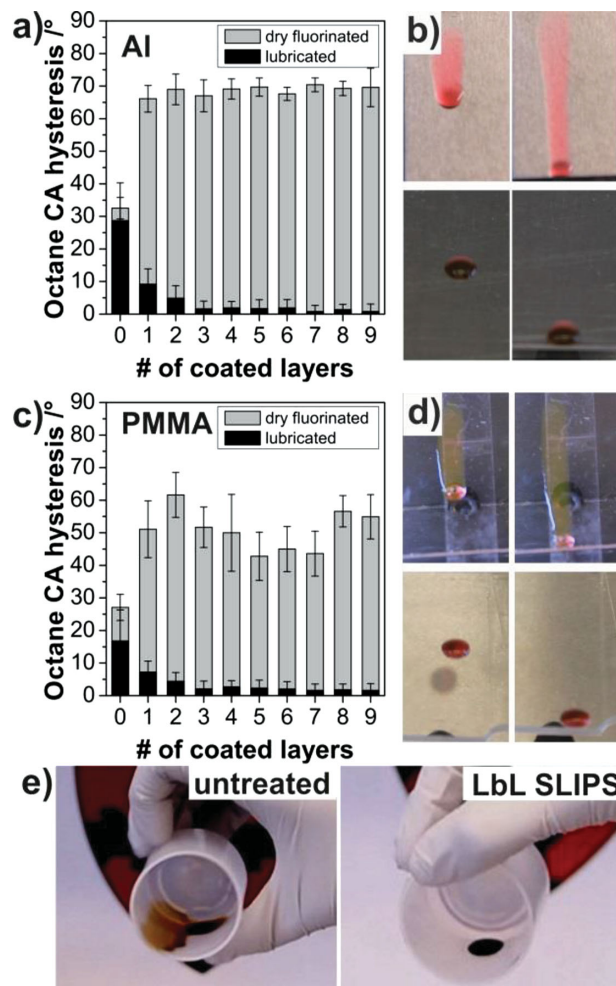 a)
Al
dry fluorinated
lubricated
Octane CA hysteresis /°
90
80
70
60
50
40
30
20
10
0
0 1 2 3 4 5 6 7 8 9
# of coated layers
b)
c)
PMMA
dry fluorinated
lubricated
Octane CA hysteresis /°
90
80
70
60
50
40
30
20
10
0
0 1 2 3 4 5 6 7 8 9
# of coated layers
d)
e)
untreated
LbL SLIPS